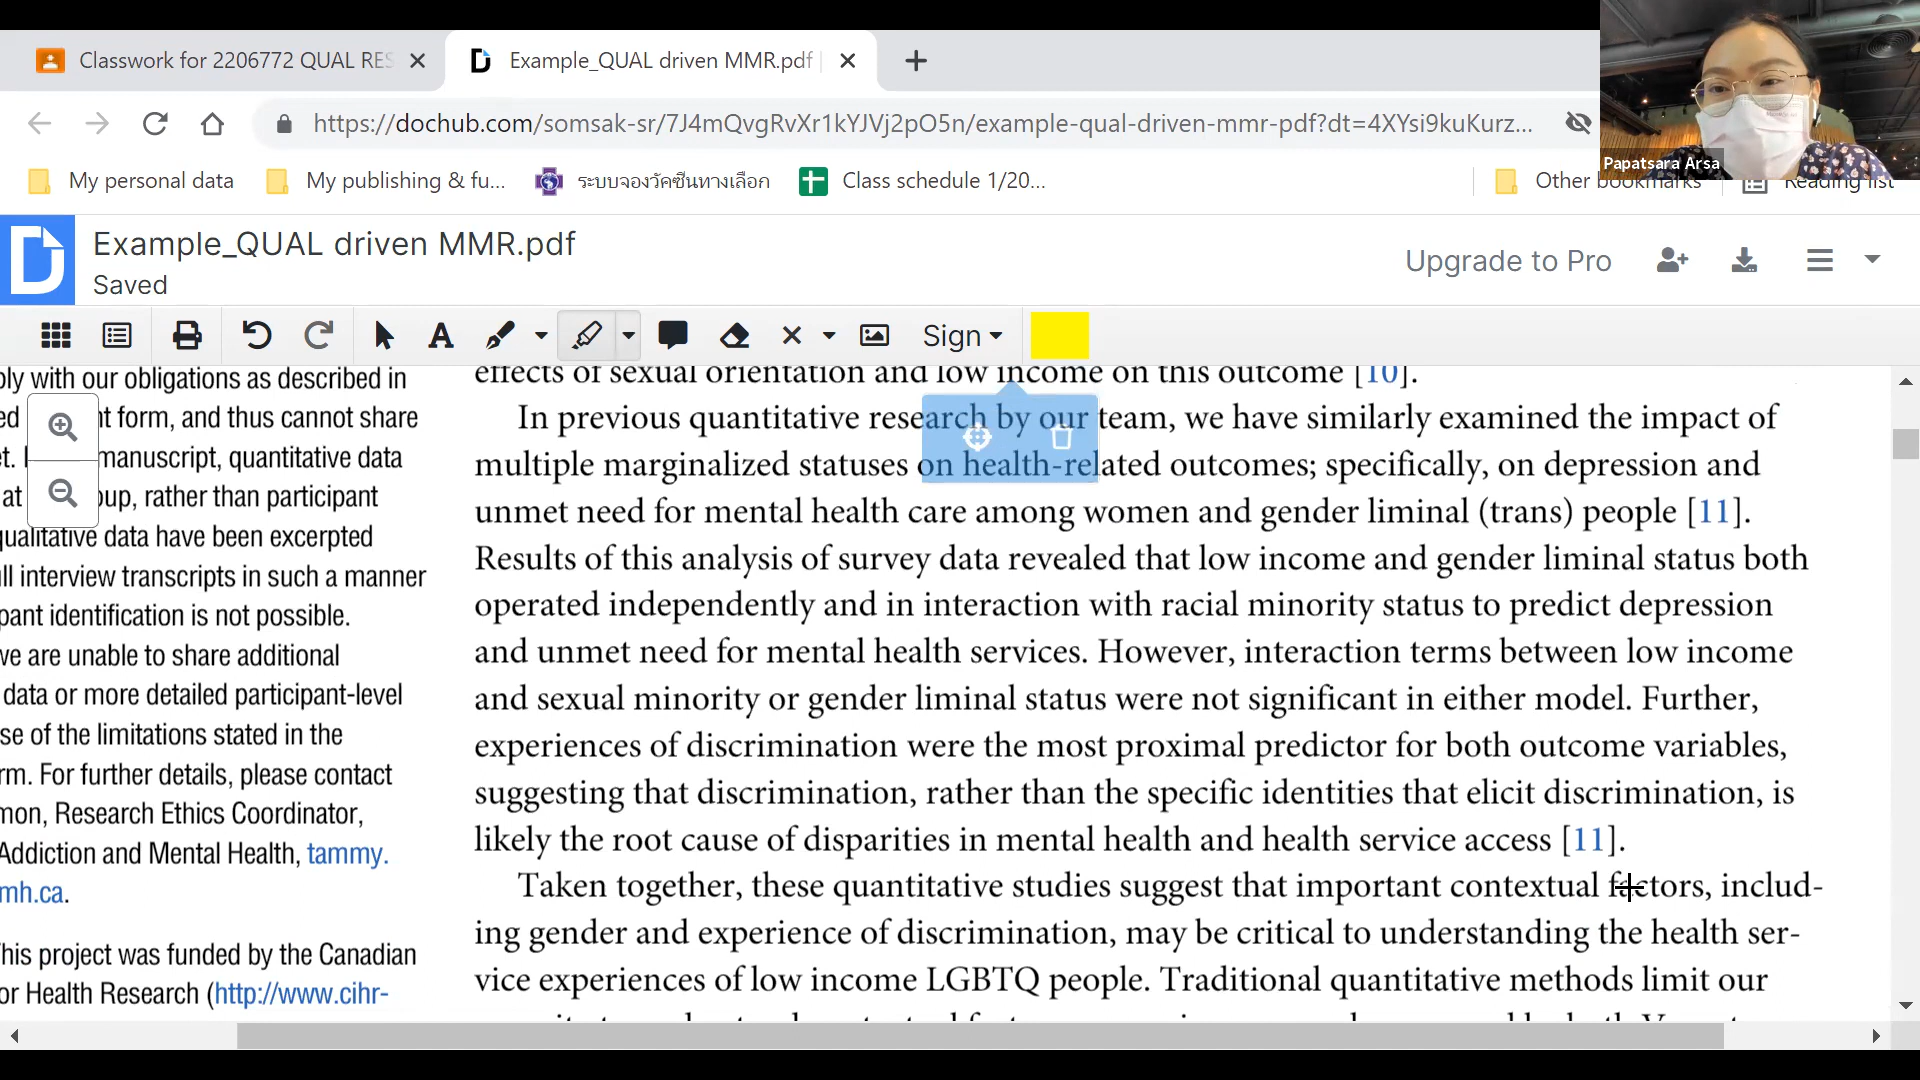 Classwork for 2206772 QUAL RES
Example_QUAL driven MMR.pdf
https://dochub.com/somsak-sr/7J4mQvgRvXr1kYJVj2pO5n/example-qual-driven-mmr-pdf?dt=4XYsi9kuKurz...
Papatsara Arsa
My personal data
My publishing & fu...
ระบบจองวัคซีนทางเลือก
Class schedule 1/20...
Other bookmarks
Reading list
Example_QUAL driven MMR.pdf
Saved
Upgrade to Pro
Sign
ply with our obligations as described in
ed t form, and thus cannot share
t. manuscript, quantitative data
at oup, rather than participant
qualitative data have been excerpted
ll interview transcripts in such a manner
pant identification is not possible.
we are unable to share additional
data or more detailed participant-level
se of the limitations stated in the
rm. For further details, please contact
mon, Research Ethics Coordinator,
Addiction and Mental Health, tammy.
mh.ca.
This project was funded by the Canadian
or Health Research (http://www.cihr-
effects of sexual orientation and low income on this outcome [10].
In previous quantitative research by our team, we have similarly examined the impact of
multiple marginalized statuses on health-related outcomes; specifically, on depression and
unmet need for mental health care among women and gender liminal (trans) people [11].
Results of this analysis of survey data revealed that low income and gender liminal status both
operated independently and in interaction with racial minority status to predict depression
and unmet need for mental health services. However, interaction terms between low income
and sexual minority or gender liminal status were not significant in either model. Further,
experiences of discrimination were the most proximal predictor for both outcome variables,
suggesting that discrimination, rather than the specific identities that elicit discrimination, is
likely the root cause of disparities in mental health and health service access [11].
Taken together, these quantitative studies suggest that important contextual factors, includ-
ing gender and experience of discrimination, may be critical to understanding the health ser-
vice experiences of low income LGBTQ people. Traditional quantitative methods limit our